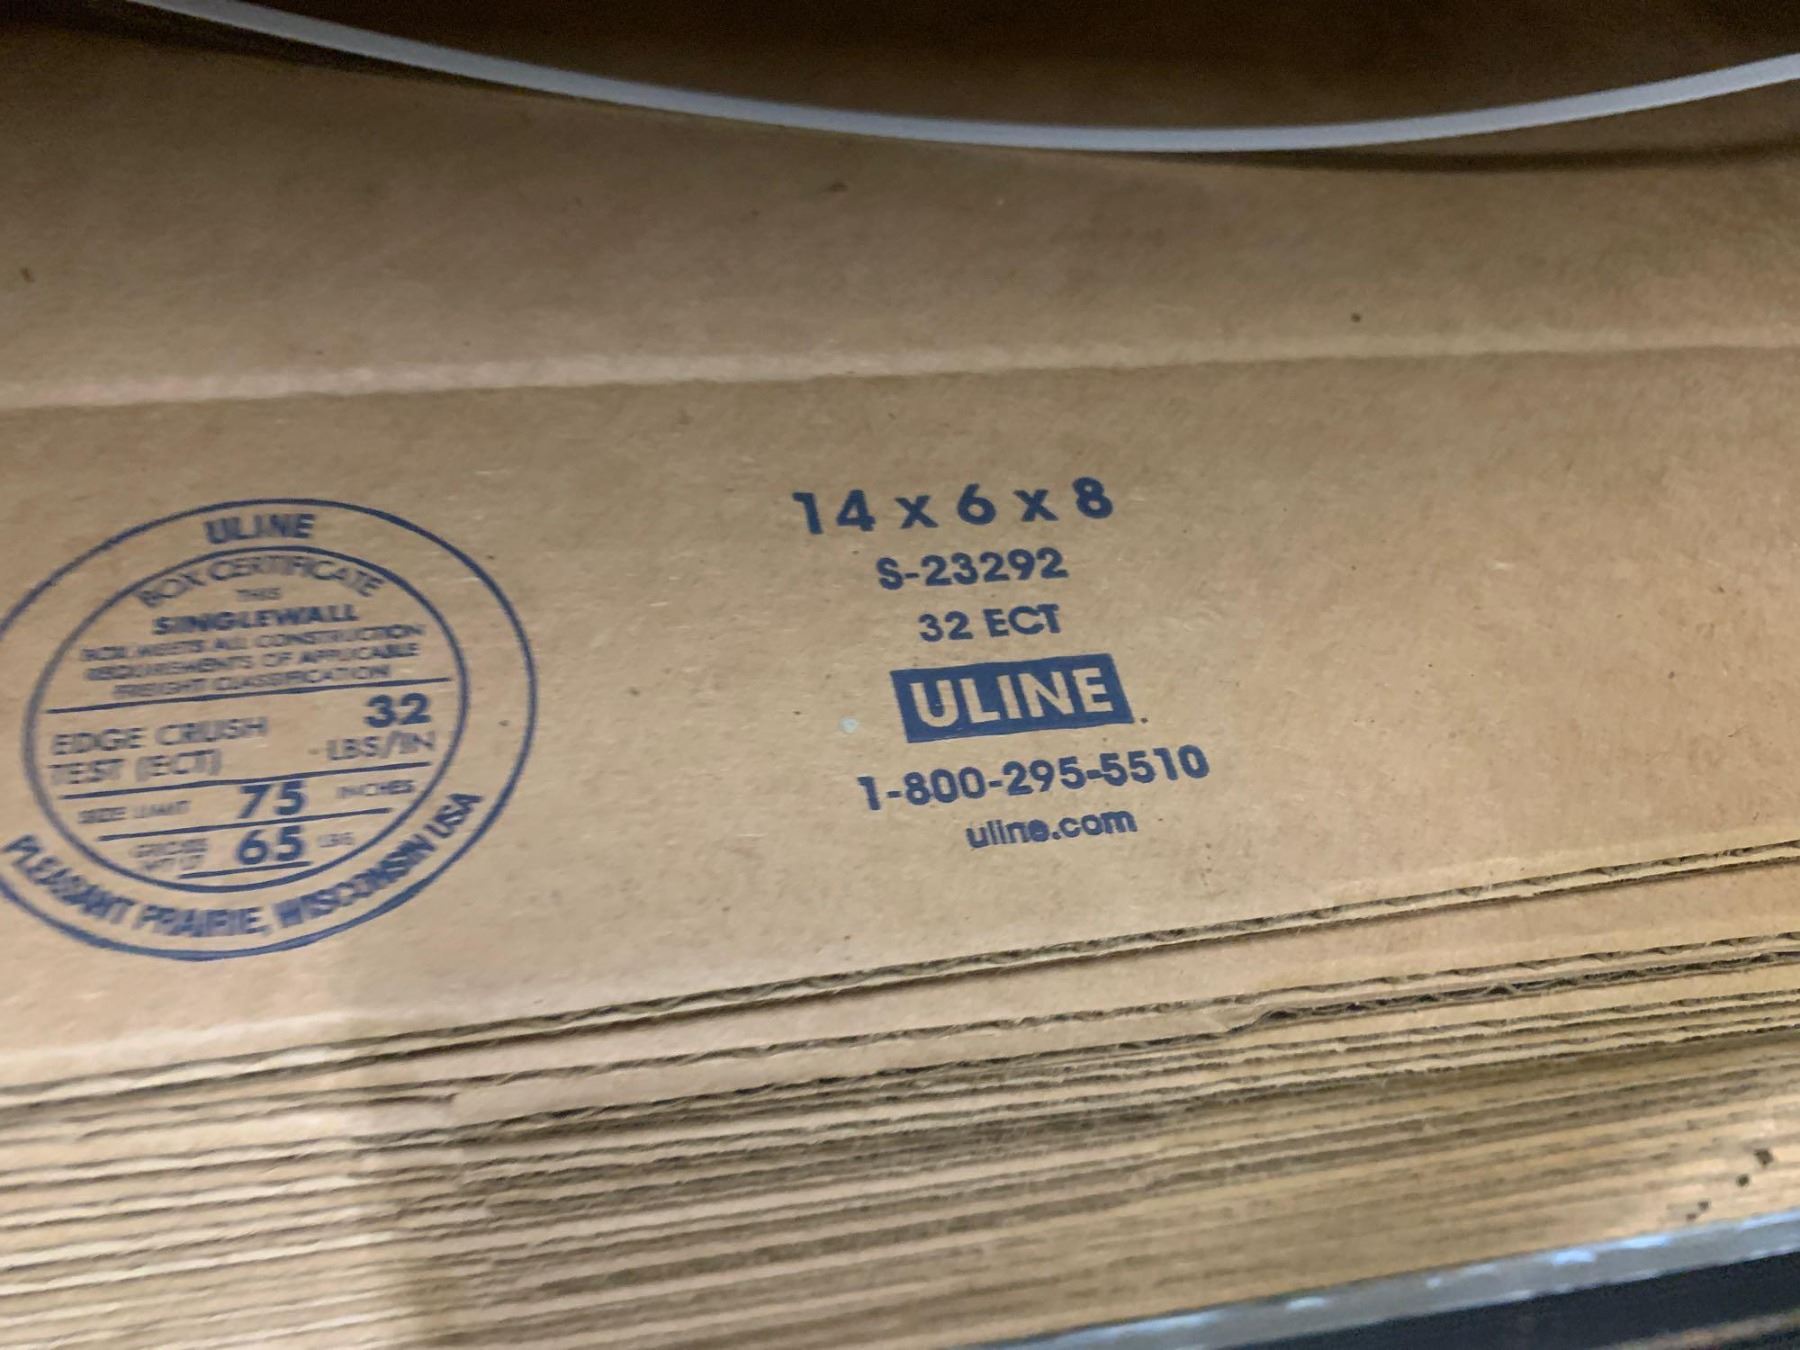 ULINE
BOX CERTIFICATE
THIS
SINGLEWALL
BOX MEETS ALL CONSTRUCTION
REQUIREMENTS OF APPLICABLE
FREIGHT CLASSIFICATION
EDGE CRUSH TEST (ECT) 32 LBS/IN
SIZE LIMIT 75 INCHES
65 LBS
PLEASANT PRAIRIE, WISCONSIN USA
14 x 6 x 8
S-23292
32 ECT
ULINE
1-800-295-5510
uline.com